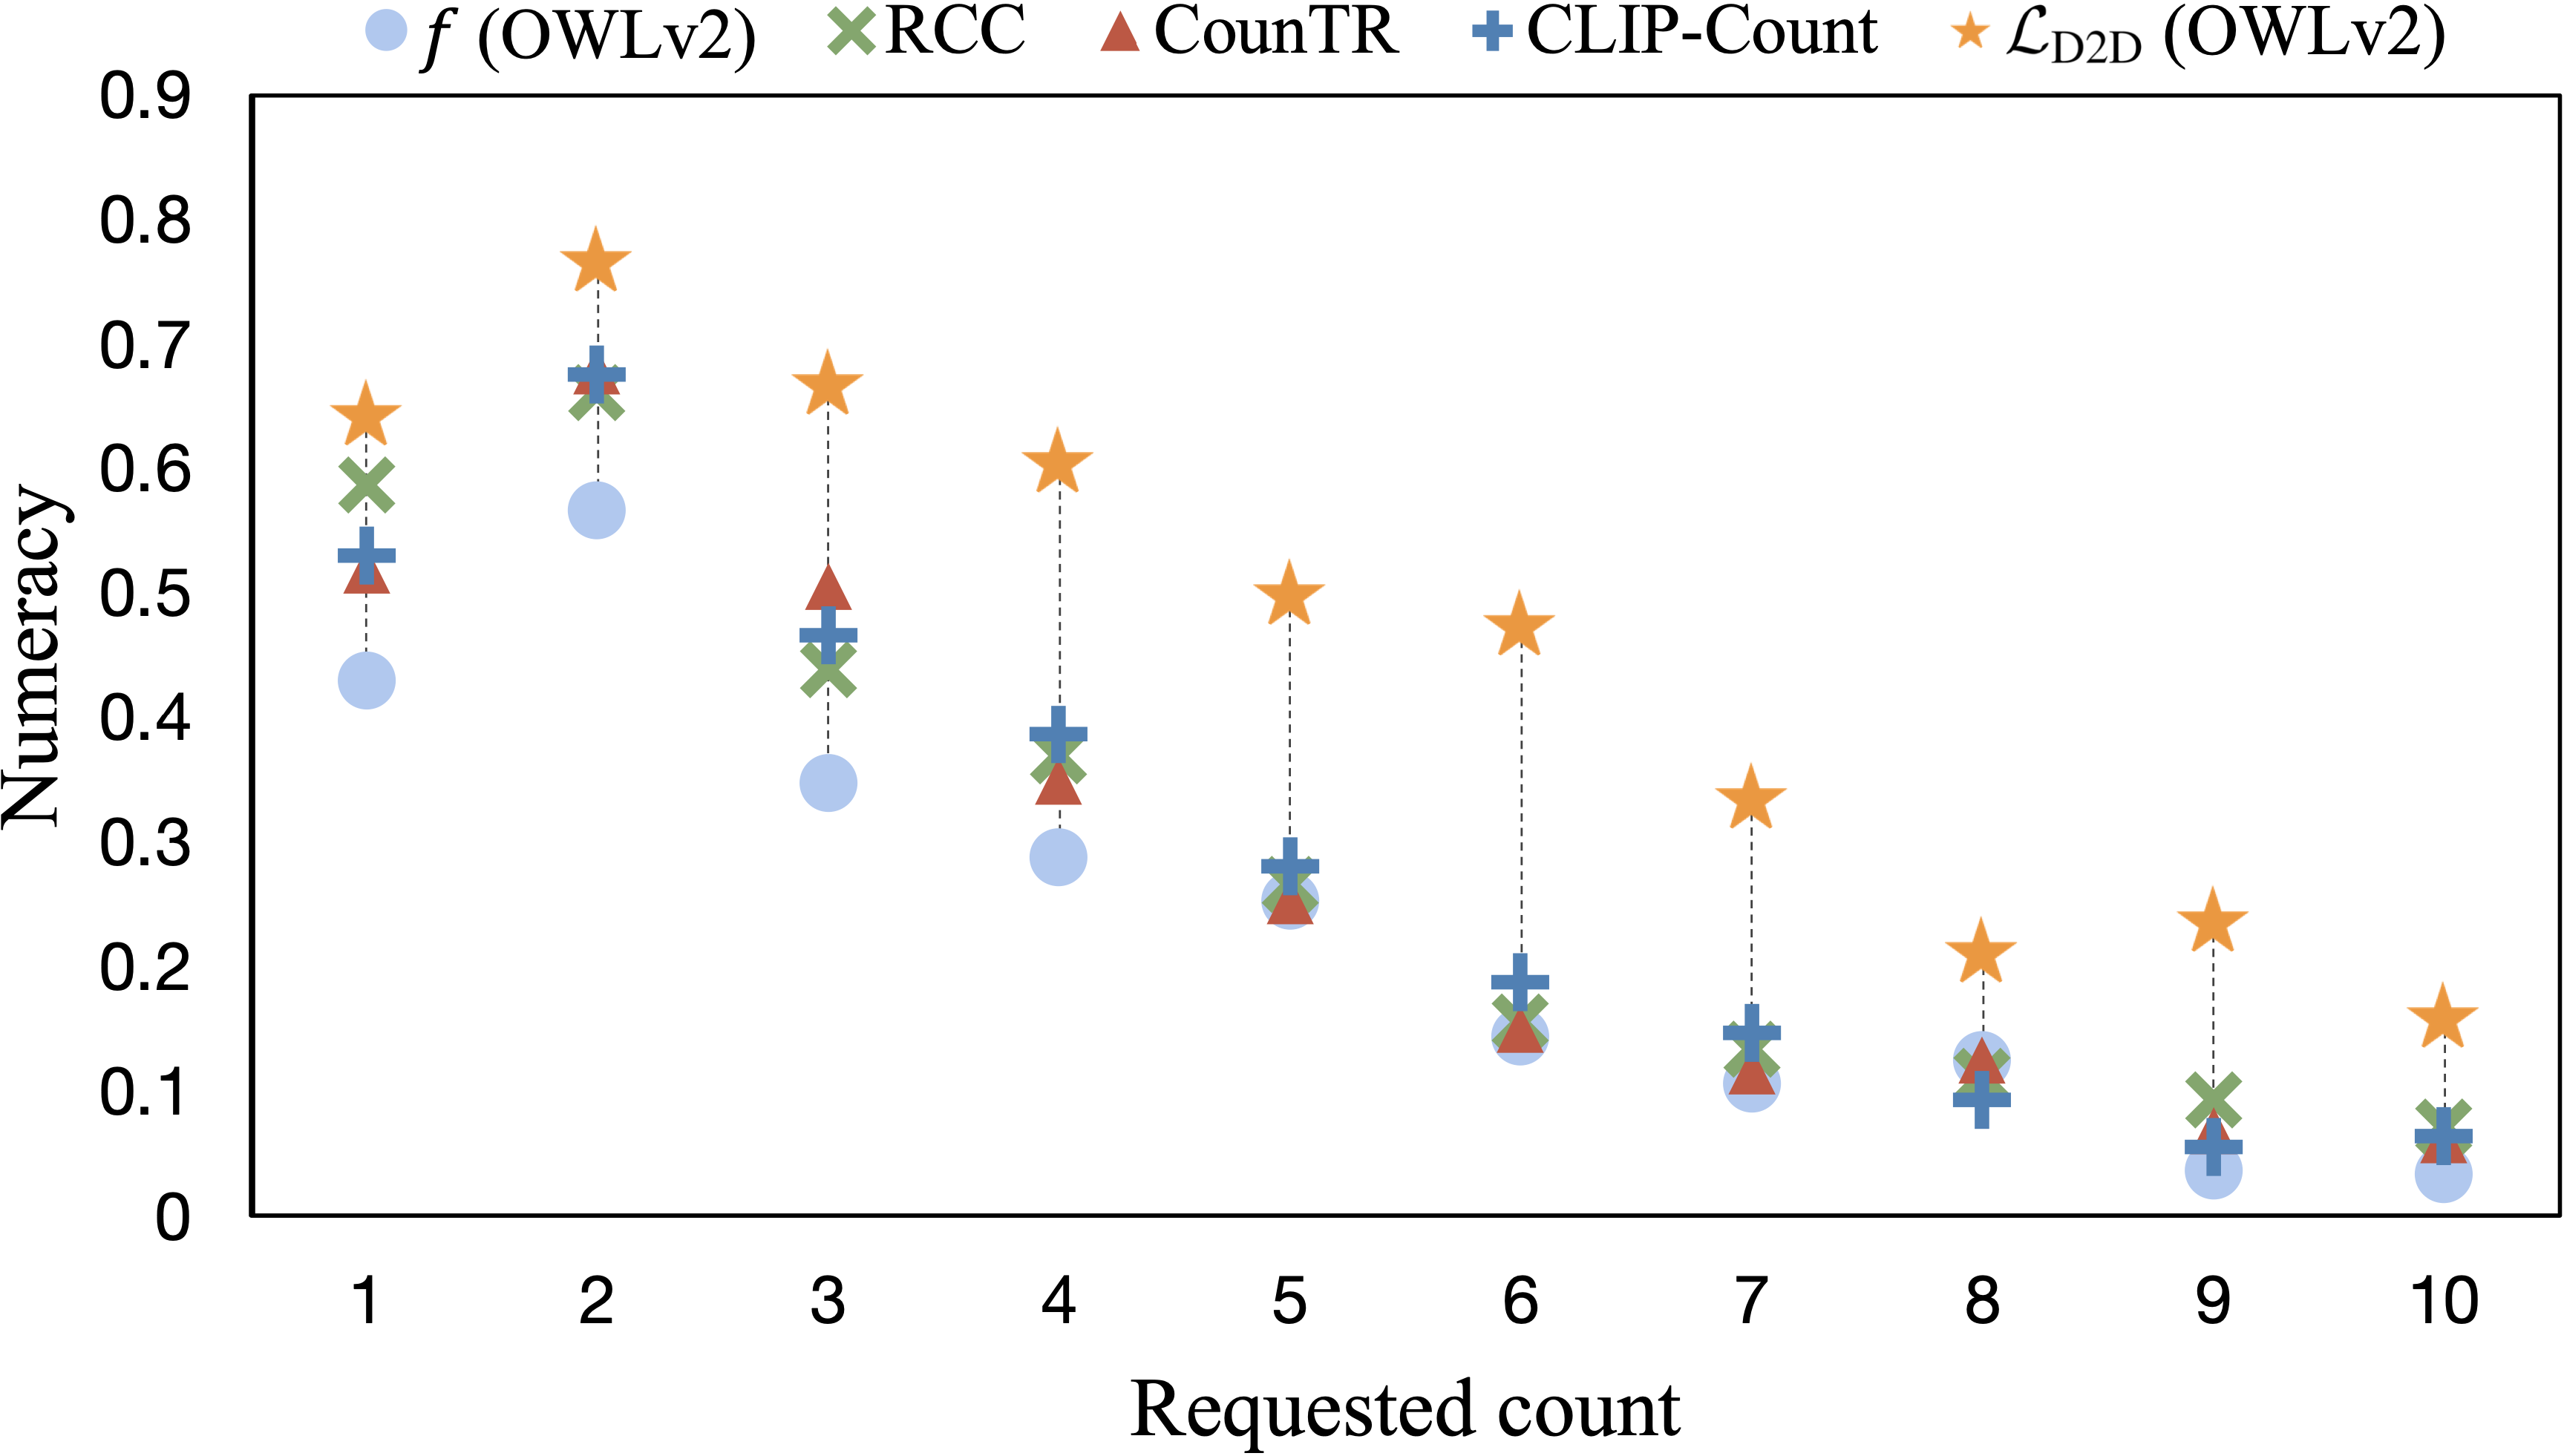 f (OWLv2) RCC CounTR CLIP-Count ℒD2D (OWLv2)
0.9
0.8
0.7
0.6
0.5
0.4
0.3
0.2
0.1
0
Numeracy
1 2 3 4 5 6 7 8 9 10
Requested count